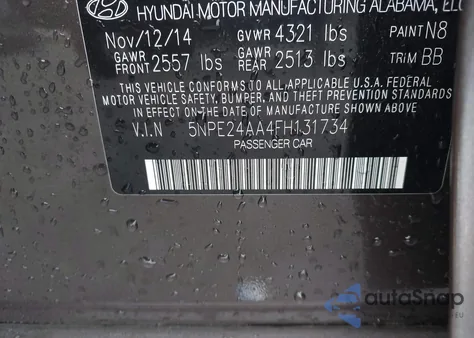 HYUNDAI MOTOR MANUFACTURING ALABAMA, LLC
Nov/12/14 GVWR 4321 lbs PAINT N8
GAWR FRONT 2557 lbs GAWR REAR 2513 lbs TRIM BB
THIS VEHICLE CONFORMS TO ALL APPLICABLE U.S.A. FEDERAL
MOTOR VEHICLE SAFETY, BUMPER, AND THEFT PREVENTION STANDARDS
IN EFFECT ON THE DATE OF MANUFACTURE SHOWN ABOVE
V.I.N 5NPE24AA4FH131734
PASSENGER CAR
autoSnap